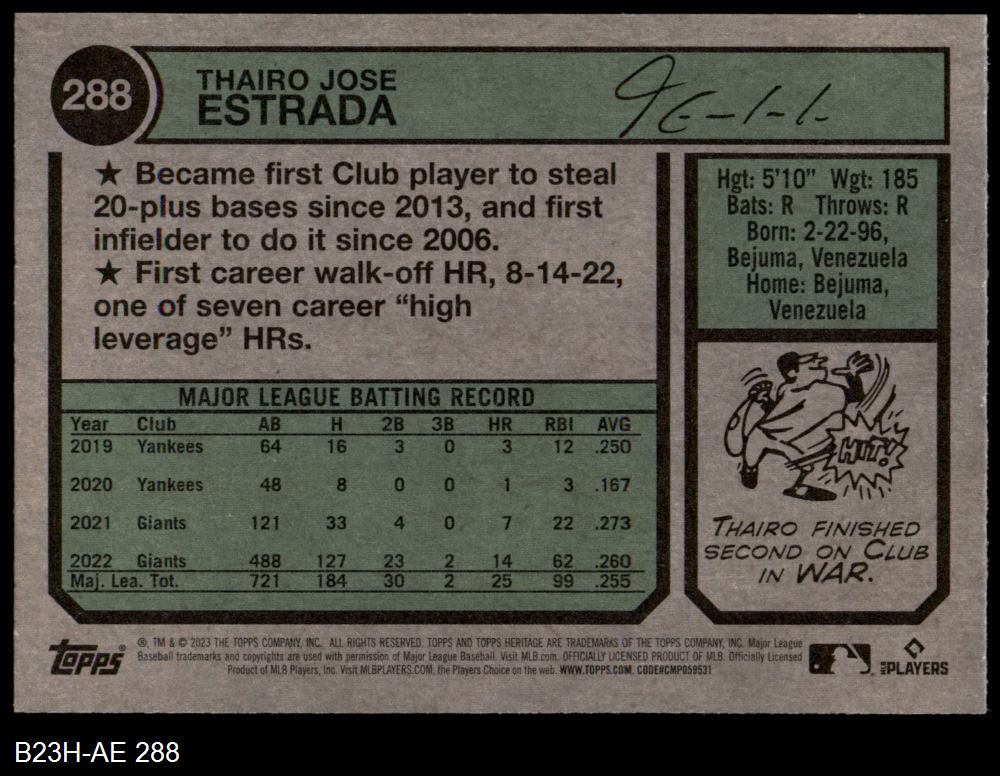 288
THAIRO JOSE
ESTRADA
★ Became first Club player to steal
20-plus bases since 2013, and first
infielder to do it since 2006.
★ First career walk-off HR, 8-14-22,
one of seven career “high
leverage” HRs.
Hgt: 5'10” Wgt: 185
Bats: R Throws: R
Born: 2-22-96,
Bejuma, Venezuela
Home: Bejuma,
Venezuela
MAJOR LEAGUE BATTING RECORD
Year Club AB H 2B 3B HR RBI AVG
2019 Yankees 64 16 3 0 3 12 .250
2020 Yankees 48 8 0 0 1 3 .167
2021 Giants 121 33 4 0 7 22 .273
2022 Giants 488 127 23 2 14 62 .260
Maj. Lea. Tot. 721 184 30 2 25 99 .255
HIT!
THAIRO FINISHED
SECOND ON CLUB
IN WAR.
TOPPS
®, TM & © 2023 THE TOPPS COMPANY, INC. ALL RIGHTS RESERVED. TOPPS AND TOPPS HERITAGE ARE TRADEMARKS OF THE TOPPS COMPANY, INC. Major League
Baseball trademarks and copyrights are used with permission of Major League Baseball. Visit MLB.com. OFFICIALLY LICENSED PRODUCT OF MLB. Officially Licensed
Product of MLB Players, Inc. Visit MLBPLAYERS.COM, the Players Choice on the web. WWW.TOPPS.COM. CODE#CMP059531
MLB PLAYERS
B23H-AE 288